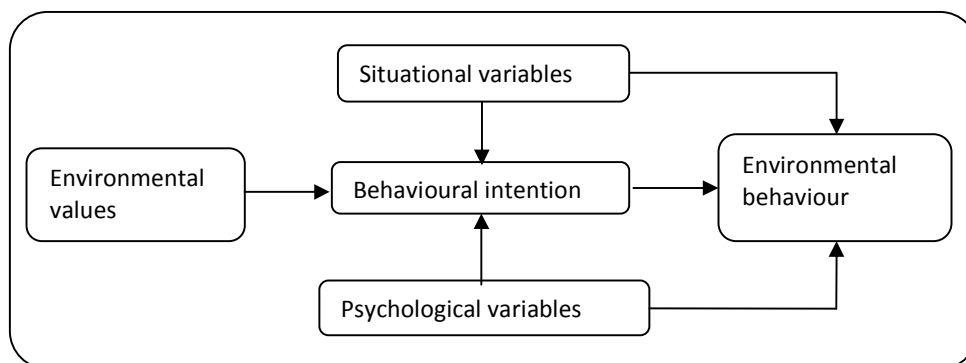 Situational variables
Environmental
values
Behavioural intention
Environmental
behaviour
Psychological variables